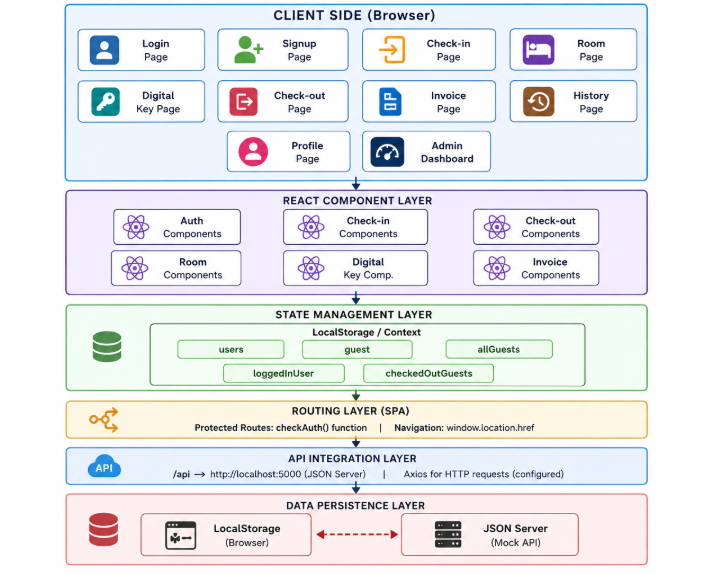 CLIENT SIDE (Browser)
Login
Page
Signup
Page
Check-in
Page
Room
Page
Digital
Key Page
Check-out
Page
Invoice
Page
History
Page
Profile
Page
Admin
Dashboard
REACT COMPONENT LAYER
Auth
Components
Check-in
Components
Check-out
Components
Room
Components
Digital
Key Comp.
Invoice
Components
STATE MANAGEMENT LAYER
LocalStorage / Context
users
guest
allGuests
loggedInUser
checkedOutGuests
ROUTING LAYER (SPA)
Protected Routes: checkAuth() function | Navigation: window.location.href
API INTEGRATION LAYER
API
/api → http://localhost:5000 (JSON Server) | Axios for HTTP requests (configured)
DATA PERSISTENCE LAYER
LocalStorage
(Browser)
JSON Server
(Mock API)